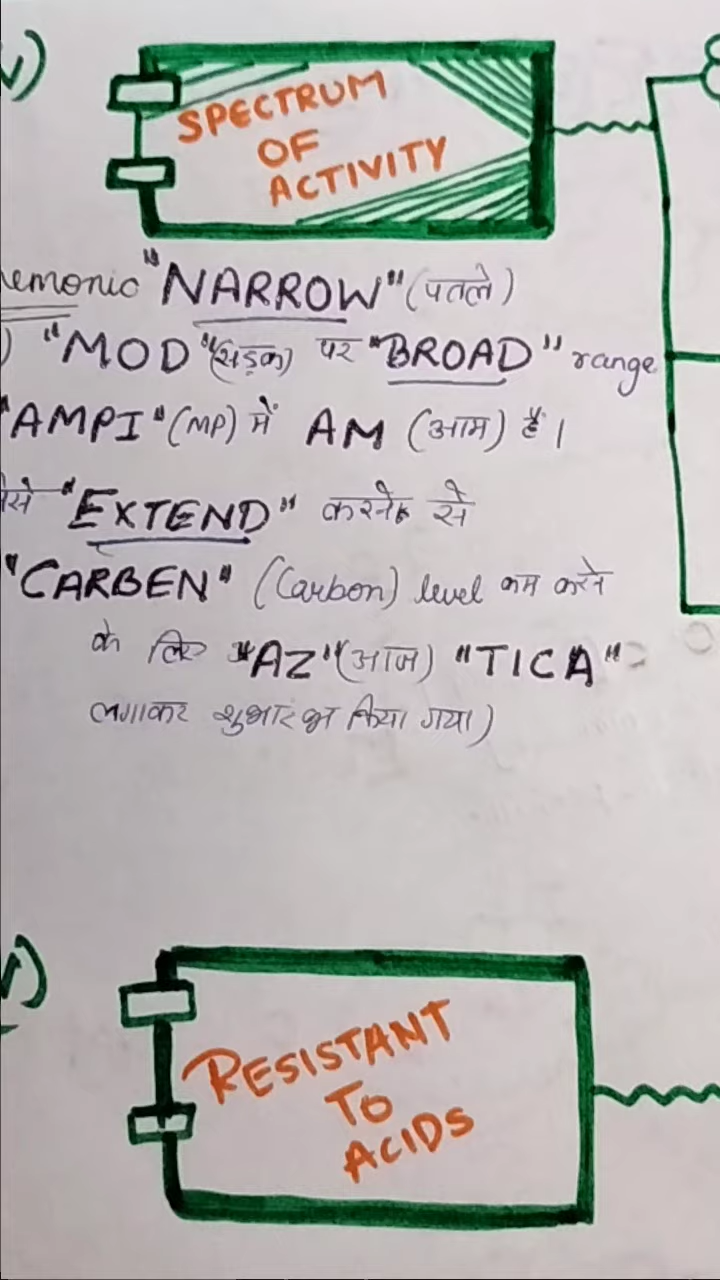 v)
SPECTRUM
OF
ACTIVITY
nemonic "NARROW" (पतले)
) "MOD" (सड़क) पर "BROAD" range
"AMPI" (MP) में AM (आम) हैं।
"EXTEND" करने से
"CARBEN" (Carbon) level कम करने
के लिए "AZ" (आज) "TICA"
लगाकर शुभारंभ किया गया)
RESISTANT
TO
ACIDS